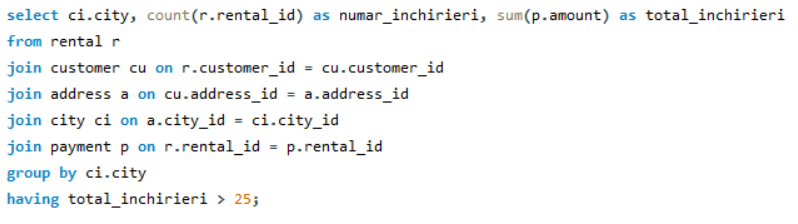 select ci.city, count(r.rental_id) as numar_inchirieri, sum(p.amount) as total_inchirieri
from rental r
join customer cu on r.customer_id = cu.customer_id
join address a on cu.address_id = a.address_id
join city ci on a.city_id = ci.city_id
join payment p on r.rental_id = p.rental_id
group by ci.city
having total_inchirieri > 25;